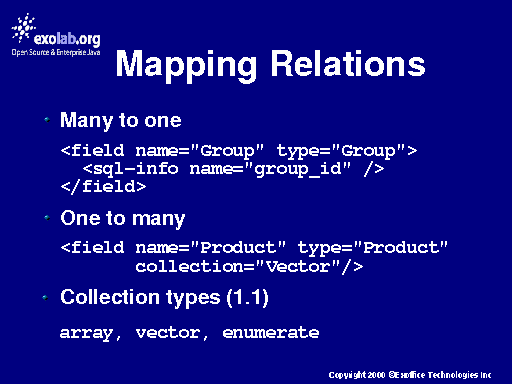 exolab.org
Open Source & Enterprise Java
Mapping Relations
Many to one
<field name="Group" type="Group">
<sql-info name="group_id" />
</field>
One to many
<field name="Product" type="Product"
collection="Vector"/>
Collection types (1.1)
array, vector, enumerate
Copyright 2000 ©Exoffice Technologies Inc